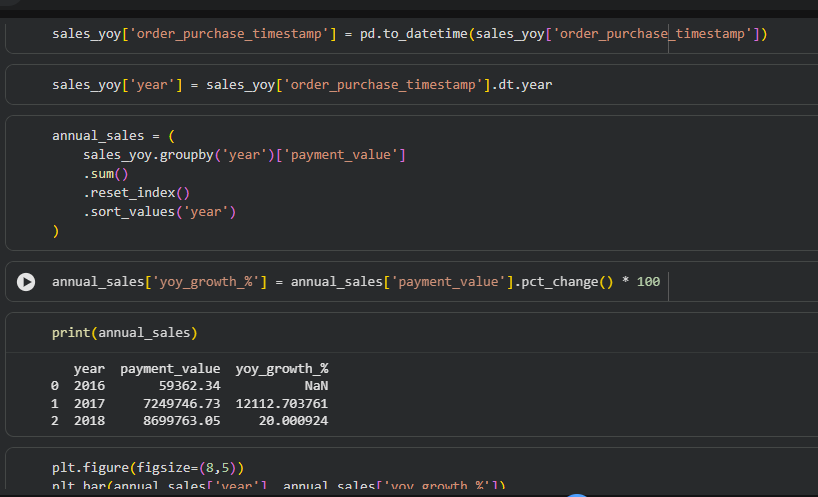 sales_yoy['order_purchase_timestamp'] = pd.to_datetime(sales_yoy['order_purchase_timestamp'])
sales_yoy['year'] = sales_yoy['order_purchase_timestamp'].dt.year
annual_sales = (
    sales_yoy.groupby('year')['payment_value']
    .sum()
    .reset_index()
    .sort_values('year')
)
annual_sales['yoy_growth_%'] = annual_sales['payment_value'].pct_change() * 100
print(annual_sales)
   year  payment_value  yoy_growth_%
0  2016       59362.34           NaN
1  2017     7249746.73  12112.703761
2  2018     8699763.05     20.000924
plt.figure(figsize=(8,5))
plt.bar(annual_sales['year'], annual_sales['yoy_growth_%'])